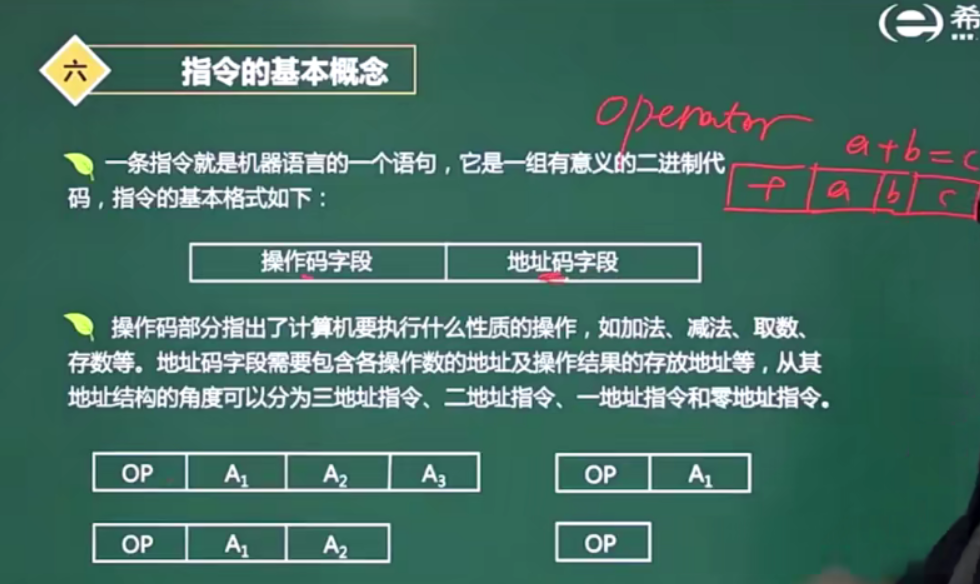 希
六
指令的基本概念
operator
a+b=c
一条指令就是机器语言的一个语句，它是一组有意义的二进制代
+ a b c
码，指令的基本格式如下：
操作码字段 地址码字段
操作码部分指出了计算机要执行什么性质的操作，如加法、减法、取数、
存数等。地址码字段需要包含各操作数的地址及操作结果的存放地址等，从其
地址结构的角度可以分为三地址指令、二地址指令、一地址指令和零地址指令。
OP A₁ A₂ A₃ OP A₁
OP A₁ A₂ OP